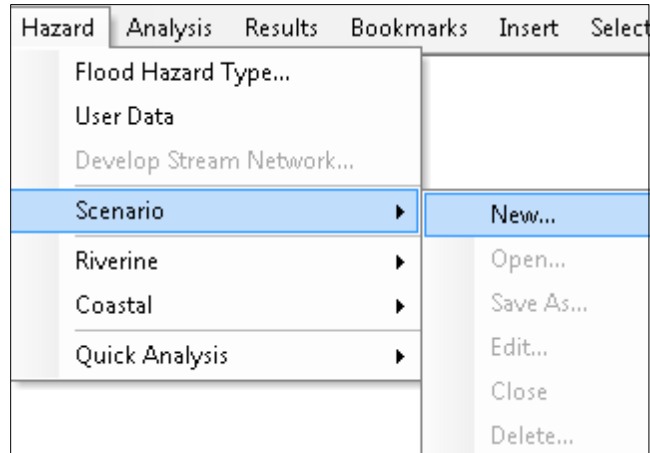 Hazard Analysis Results Bookmarks Insert Select
Flood Hazard Type...
User Data
Develop Stream Network...
Scenario
New...
Riverine
Open...
Coastal
Save As...
Quick Analysis
Edit...
Close
Delete...